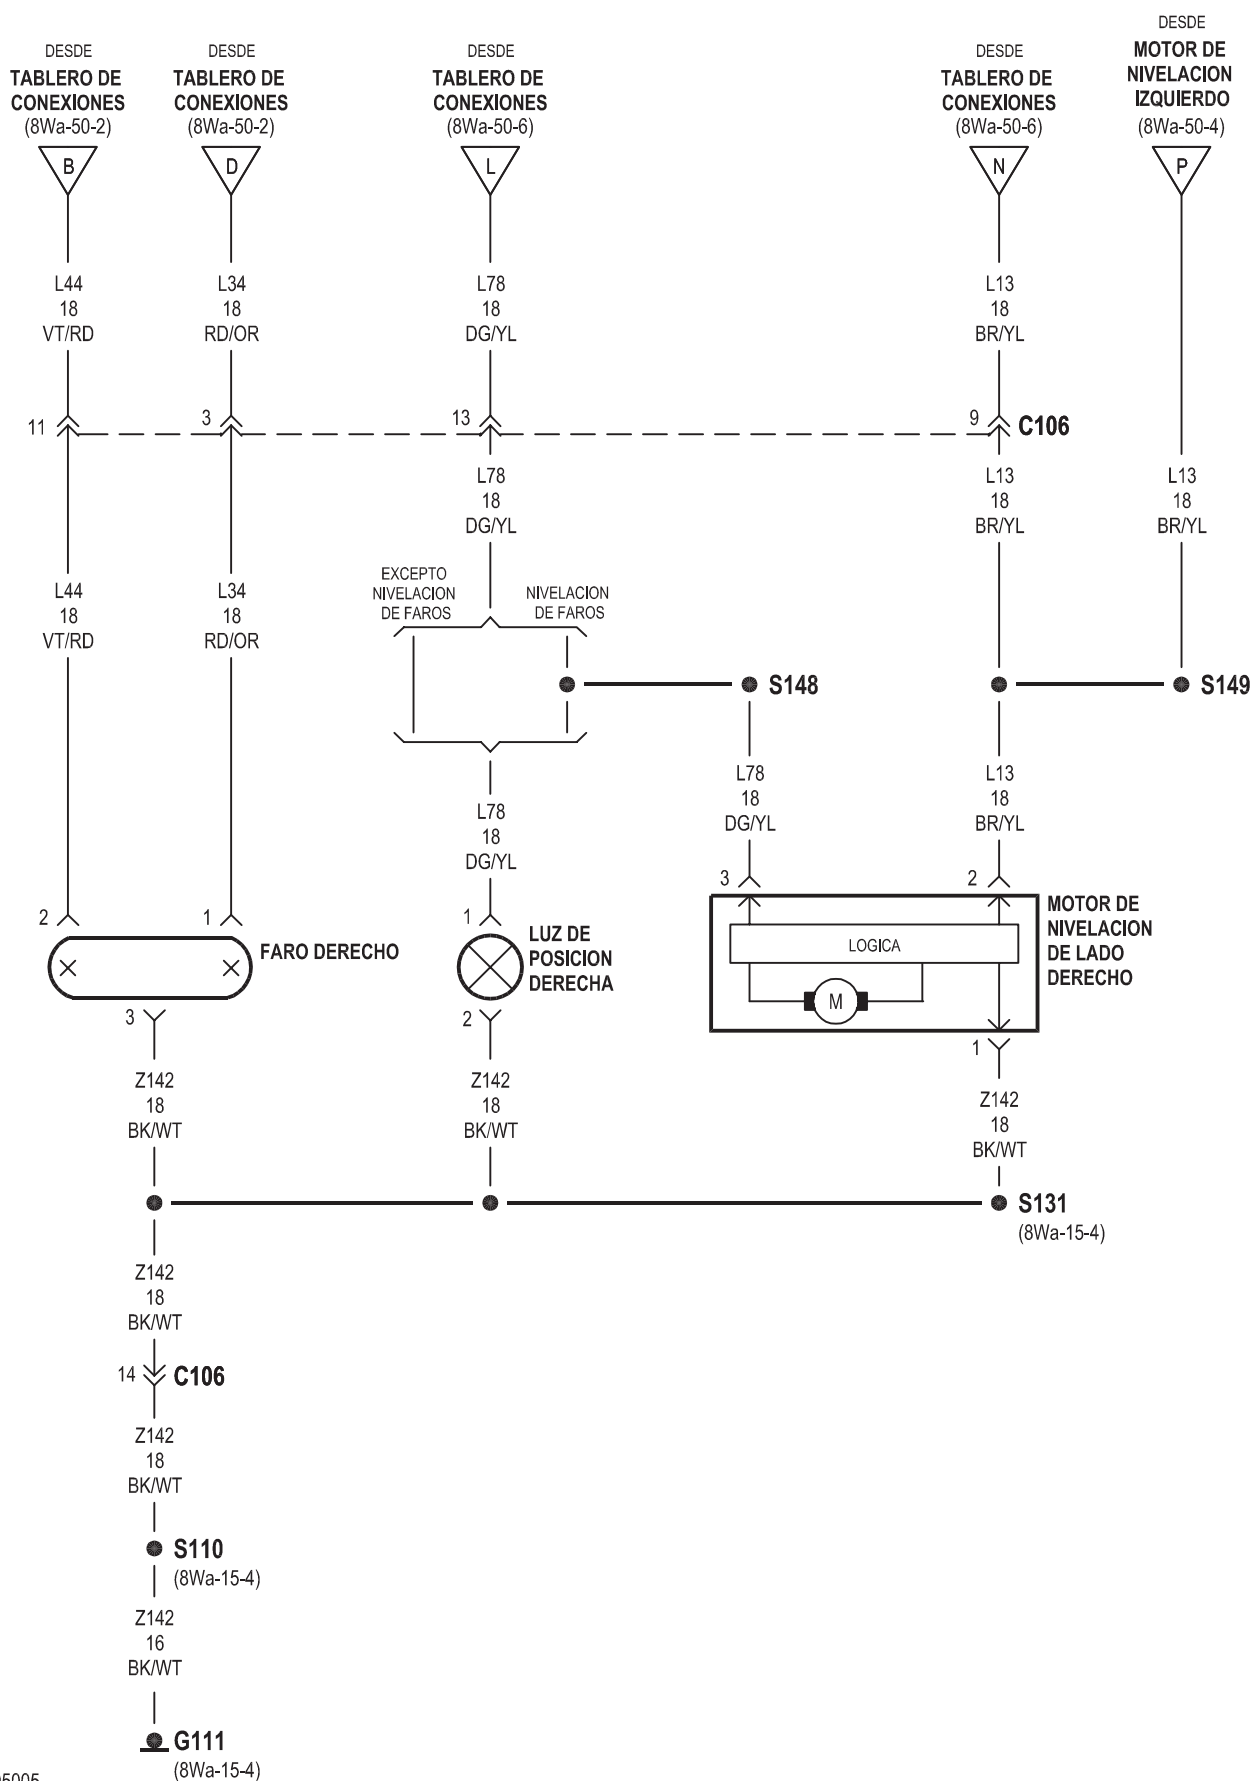 DESDE
TABLERO DE
CONEXIONES
(8Wa-50-2)
B
DESDE
TABLERO DE
CONEXIONES
(8Wa-50-2)
D
DESDE
TABLERO DE
CONEXIONES
(8Wa-50-6)
L
DESDE
TABLERO DE
CONEXIONES
(8Wa-50-6)
N
DESDE
MOTOR DE
NIVELACION
IZQUIERDO
(8Wa-50-4)
P
L44
18
VT/RD
L34
18
RD/OR
L78
18
DG/YL
L13
18
BR/YL
11
3
13
9
C106
L78
18
DG/YL
L13
18
BR/YL
L13
18
BR/YL
L44
18
VT/RD
L34
18
RD/OR
EXCEPTO
NIVELACION
DE FAROS
NIVELACION
DE FAROS
S148
S149
L78
18
DG/YL
L78
18
DG/YL
L13
18
BR/YL
2
1
FARO DERECHO
3
1
LUZ DE
POSICION
DERECHA
2
3
2
LOGICA
M
MOTOR DE
NIVELACION
DE LADO
DERECHO
1
Z142
18
BK/WT
Z142
18
BK/WT
Z142
18
BK/WT
S131
(8Wa-15-4)
Z142
18
BK/WT
14
C106
Z142
18
BK/WT
S110
(8Wa-15-4)
Z142
16
BK/WT
G111
(8Wa-15-4)